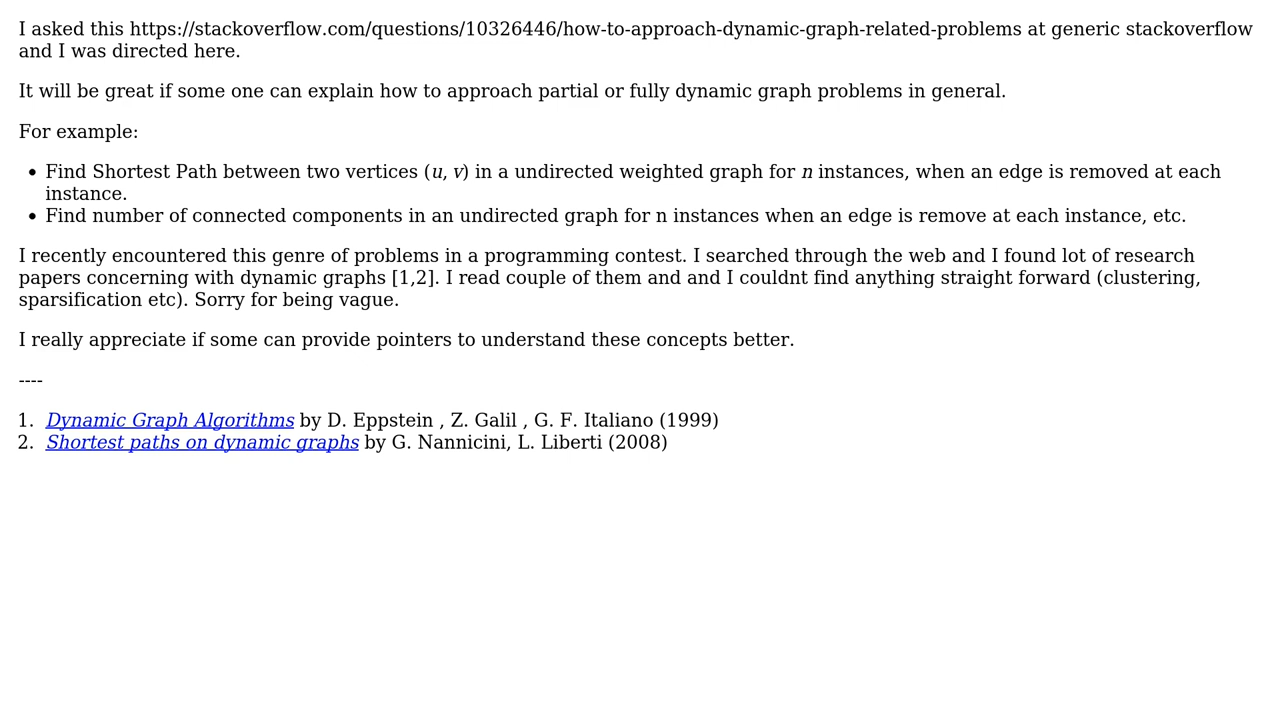 I asked this https://stackoverflow.com/questions/10326446/how-to-approach-dynamic-graph-related-problems at generic stackoverflow
and I was directed here.
It will be great if some one can explain how to approach partial or fully dynamic graph problems in general.
For example:
• Find Shortest Path between two vertices (u, v) in a undirected weighted graph for n instances, when an edge is removed at each
instance.
• Find number of connected components in an undirected graph for n instances when an edge is remove at each instance, etc.
I recently encountered this genre of problems in a programming contest. I searched through the web and I found lot of research
papers concerning with dynamic graphs [1,2]. I read couple of them and and I couldnt find anything straight forward (clustering,
sparsification etc). Sorry for being vague.
I really appreciate if some can provide pointers to understand these concepts better.
----
1. Dynamic Graph Algorithms by D. Eppstein , Z. Galil , G. F. Italiano (1999)
2. Shortest paths on dynamic graphs by G. Nannicini, L. Liberti (2008)